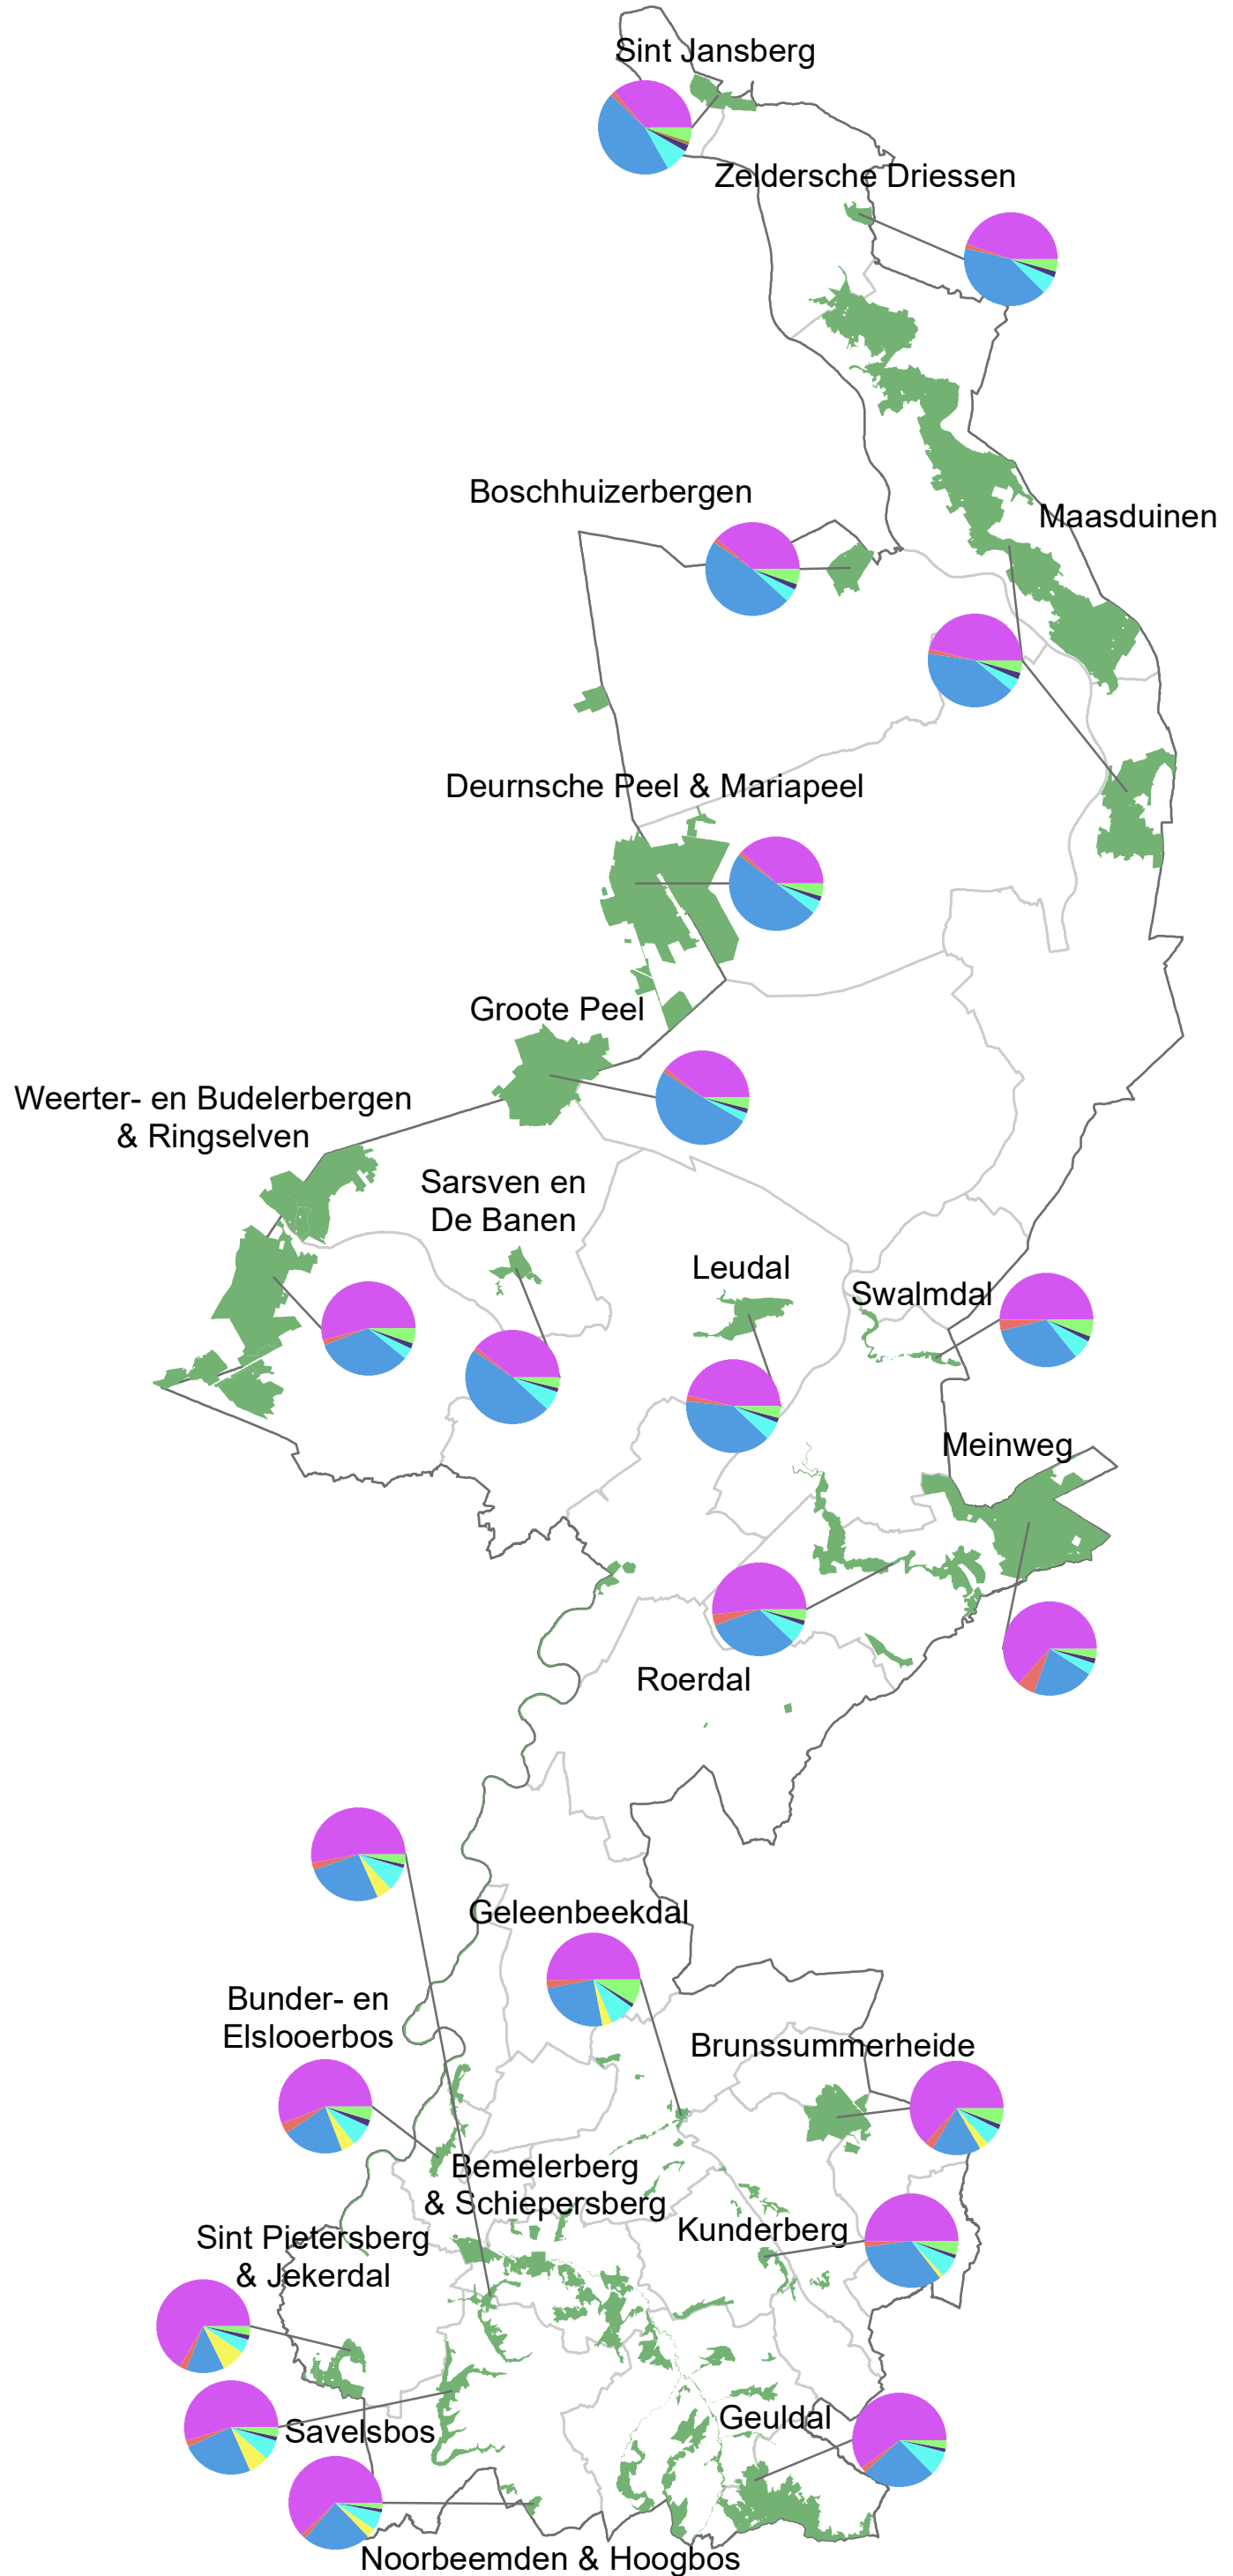 Sint Jansberg
Zeldersche Driessen
Boschhuizerbergen
Maasduinen
Deurnsche Peel & Mariapeel
Groote Peel
Weerter- en Budelerbergen
& Ringselven
Sarsven en
De Banen
Leudal
Swalmdal
Meinweg
Roerdal
Geleenbeekdal
Bunder- en
Elslooerbos
Brunssummerheide
Bemelerberg
& Schiepersberg
Kunderberg
Sint Pietersberg
& Jekerdal
Geuldal
Savelsbos
Noorbeemden & Hoogbos